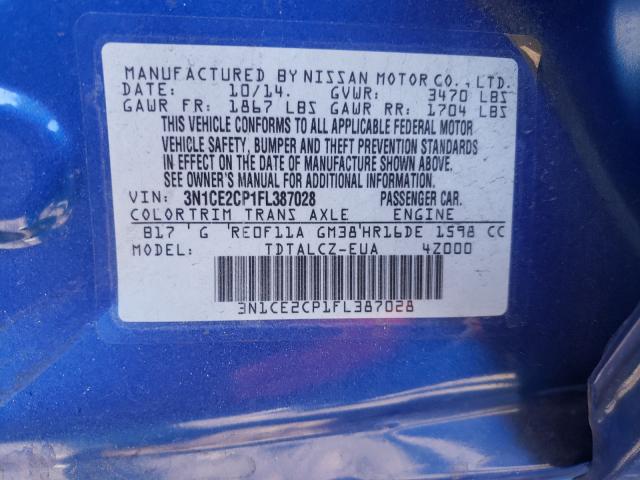 MANUFACTURED BY NISSAN MOTOR CO., LTD.
DATE: 10/14. GVWR: 3470 LBS
GAWR FR: 1867 LBS GAWR RR: 1704 LBS
THIS VEHICLE CONFORMS TO ALL APPLICABLE FEDERAL MOTOR
VEHICLE SAFETY, BUMPER AND THEFT PREVENTION STANDARDS
IN EFFECT ON THE DATE OF MANUFACTURE SHOWN ABOVE.
SEE OWNER'S MANUAL FOR ADDITIONAL INFORMATION.
VIN: 3N1CE2CP1FL387028 PASSENGER CAR.
COLOR TRIM TRANS AXLE ENGINE
B17 ' G 'RE0F11A GM38'HR16DE 1598 CC
MODEL: TDTALCZ-EUA 4Z000
3N1CE2CP1FL387028